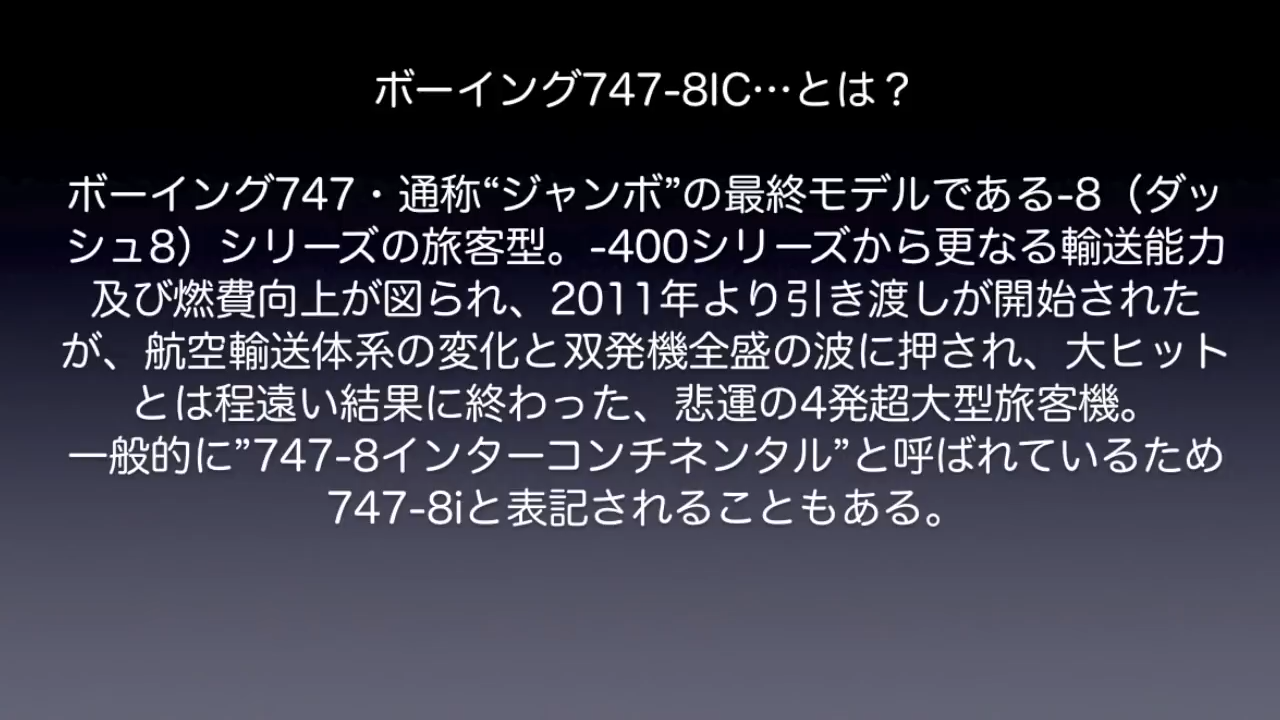 ボーイング747-8IC…とは？
ボーイング747・通称“ジャンボ”の最終モデルである-8（ダッ
シュ8）シリーズの旅客型。-400シリーズから更なる輸送能力
及び燃費向上が図られ、2011年より引き渡しが開始された
が、航空輸送体系の変化と双発機全盛の波に押され、大ヒット
とは程遠い結果に終わった、悲運の4発超大型旅客機。
一般的に”747-8インターコンチネンタル”と呼ばれているため
747-8iと表記されることもある。